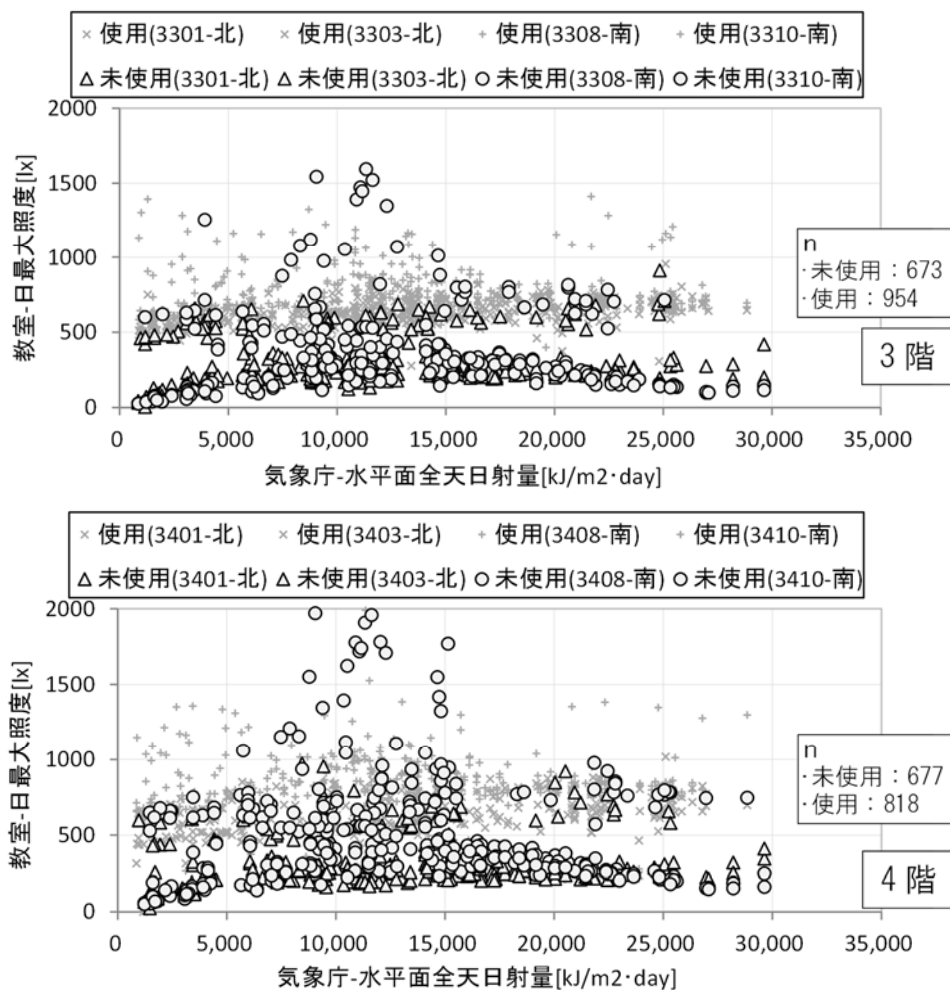 × 使用(3301-北) × 使用(3303-北) + 使用(3308-南) + 使用(3310-南)
△ 未使用(3301-北) △ 未使用(3303-北) ○ 未使用(3308-南) ○ 未使用(3310-南)
2000
1500
1000
500
0
教室-日最大照度[lx]
n
・未使用：673
・使用：954
3 階
0 5,000 10,000 15,000 20,000 25,000 30,000 35,000
気象庁-水平面全天日射量[kJ/m2･day]
× 使用(3401-北) × 使用(3403-北) + 使用(3408-南) + 使用(3410-南)
△ 未使用(3401-北) △ 未使用(3403-北) ○ 未使用(3408-南) ○ 未使用(3410-南)
2000
1500
1000
500
0
教室-日最大照度[lx]
n
・未使用：677
・使用：818
4 階
0 5,000 10,000 15,000 20,000 25,000 30,000 35,000
気象庁-水平面全天日射量[kJ/m2･day]